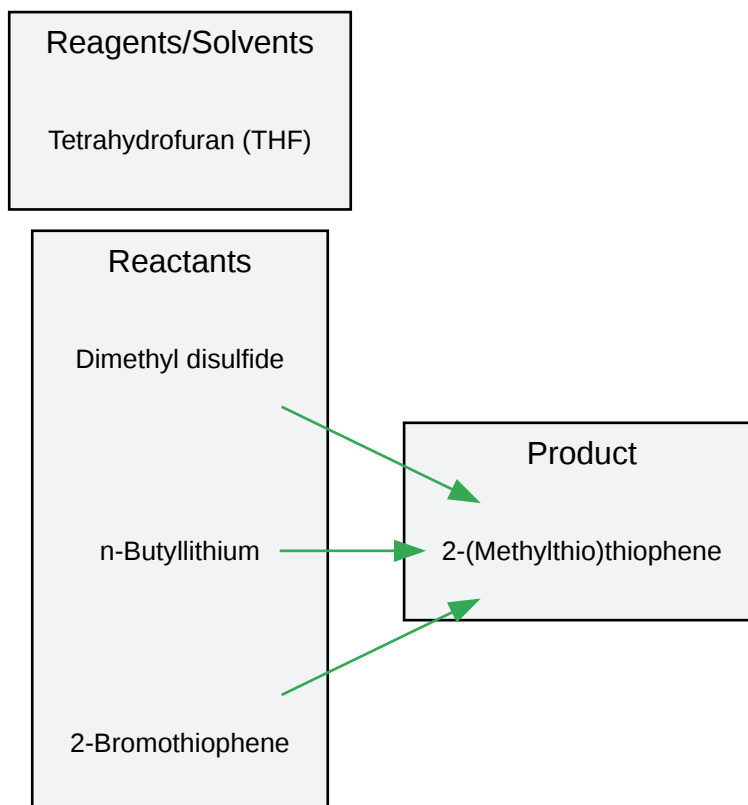 Reagents/Solvents
Tetrahydrofuran (THF)
Reactants
Dimethyl disulfide
n-Butyllithium
2-Bromothiophene
Product
2-(Methylthio)thiophene